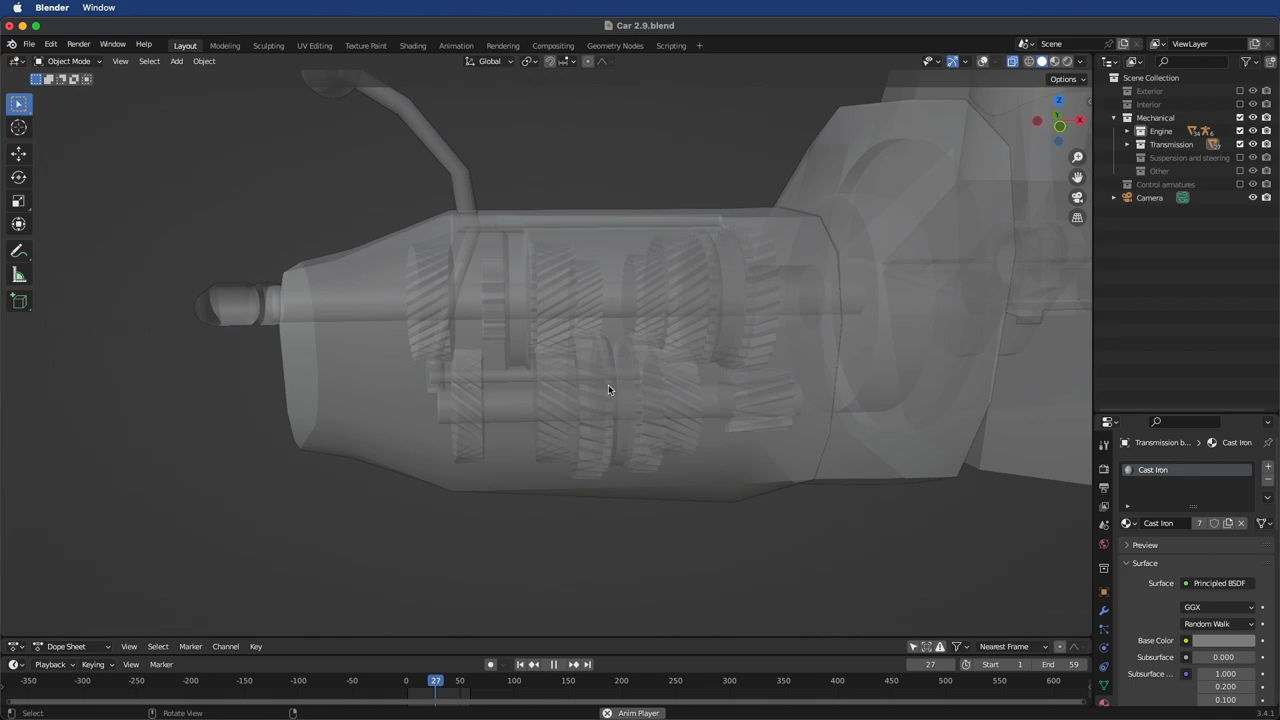 Blender Window
Car 2.9.blend
File Edit Render Window Help Layout Modeling Sculpting UV Editing Texture Paint Shading Animation Rendering Compositing Geometry Nodes Scripting + Scene ViewLayer
Object Mode View Select Add Object Global
Options
Scene Collection
Exterior
Interior
Mechanical
Engine 34 6
Transmission
Suspension and steering
Other
Control armatures
Camera
Z
Y
X
Transmission b... > Cast Iron
Cast Iron
Cast Iron 7
Preview
Surface
Surface Principled BSDF
GGX
Random Walk
Base Color
Subsurface 0.000
Subsurface ... 1.000
0.200
0.100
Dope Sheet View Select Marker Channel Key Nearest Frame
Playback Keying View Marker 27 Start 1 End 59
-350 -300 -250 -200 -150 -100 -50 0 27 50 100 150 200 250 300 350 400 450 500 550 600
Select Rotate View Anim Player 3.4.1